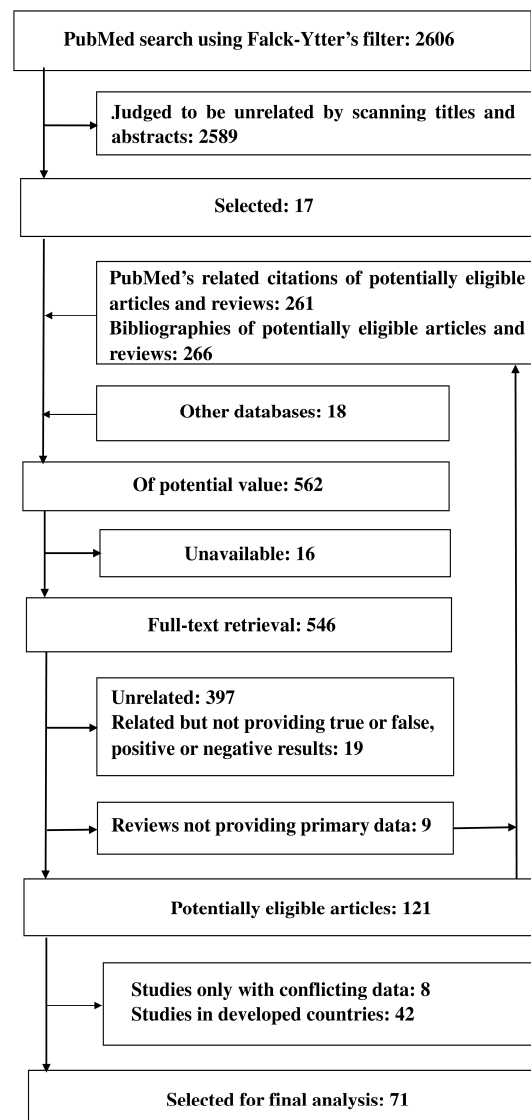 PubMed search using Falck-Ytter's filter: 2606
Judged to be unrelated by scanning titles and
abstracts: 2589
Selected: 17
PubMed's related citations of potentially eligible
articles and reviews: 261
Bibliographies of potentially eligible articles and
reviews: 266
Other databases: 18
Of potential value: 562
Unavailable: 16
Full-text retrieval: 546
Unrelated: 397
Related but not providing true or false,
positive or negative results: 19
Reviews not providing primary data: 9
Potentially eligible articles: 121
Studies only with conflicting data: 8
Studies in developed countries: 42
Selected for final analysis: 71